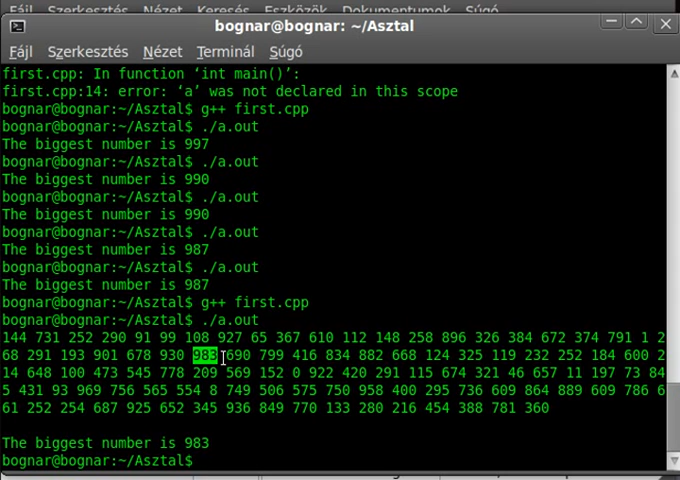 Fájl Szerkesztés Nézet Keresés Eszközök Dokumentumok Súgó
bognar@bognar: ~/Asztal
Fájl Szerkesztés Nézet Terminál Súgó
first.cpp: In function ‘int main()’:
first.cpp:14: error: ‘a’ was not declared in this scope
bognar@bognar:~/Asztal$ g++ first.cpp
bognar@bognar:~/Asztal$ ./a.out
The biggest number is 997
bognar@bognar:~/Asztal$ ./a.out
The biggest number is 990
bognar@bognar:~/Asztal$ ./a.out
The biggest number is 990
bognar@bognar:~/Asztal$ ./a.out
The biggest number is 987
bognar@bognar:~/Asztal$ ./a.out
The biggest number is 987
bognar@bognar:~/Asztal$ g++ first.cpp
bognar@bognar:~/Asztal$ ./a.out
144 731 252 290 91 99 108 927 65 367 610 112 148 258 896 326 384 672 374 791 1 2
68 291 193 901 678 930 983 690 799 416 834 882 668 124 325 119 232 252 184 600 2
14 648 100 473 545 778 209 569 152 0 922 420 291 115 674 321 46 657 11 197 73 84
5 431 93 969 756 565 554 8 749 506 575 750 958 400 295 736 609 864 889 609 786 6
61 252 254 687 925 652 345 936 849 770 133 280 216 454 388 781 360
The biggest number is 983
bognar@bognar:~/Asztal$